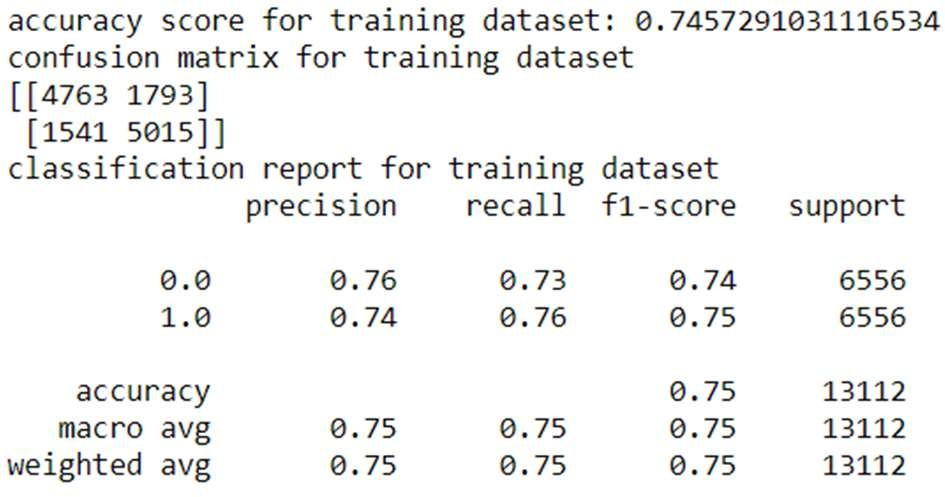 accuracy score for training dataset: 0.7457291031116534
confusion matrix for training dataset
[[4763 1793]
 [1541 5015]]
classification report for training dataset
              precision    recall  f1-score   support

         0.0       0.76      0.73      0.74      6556
         1.0       0.74      0.76      0.75      6556

    accuracy                           0.75     13112
   macro avg       0.75      0.75      0.75     13112
weighted avg       0.75      0.75      0.75     13112